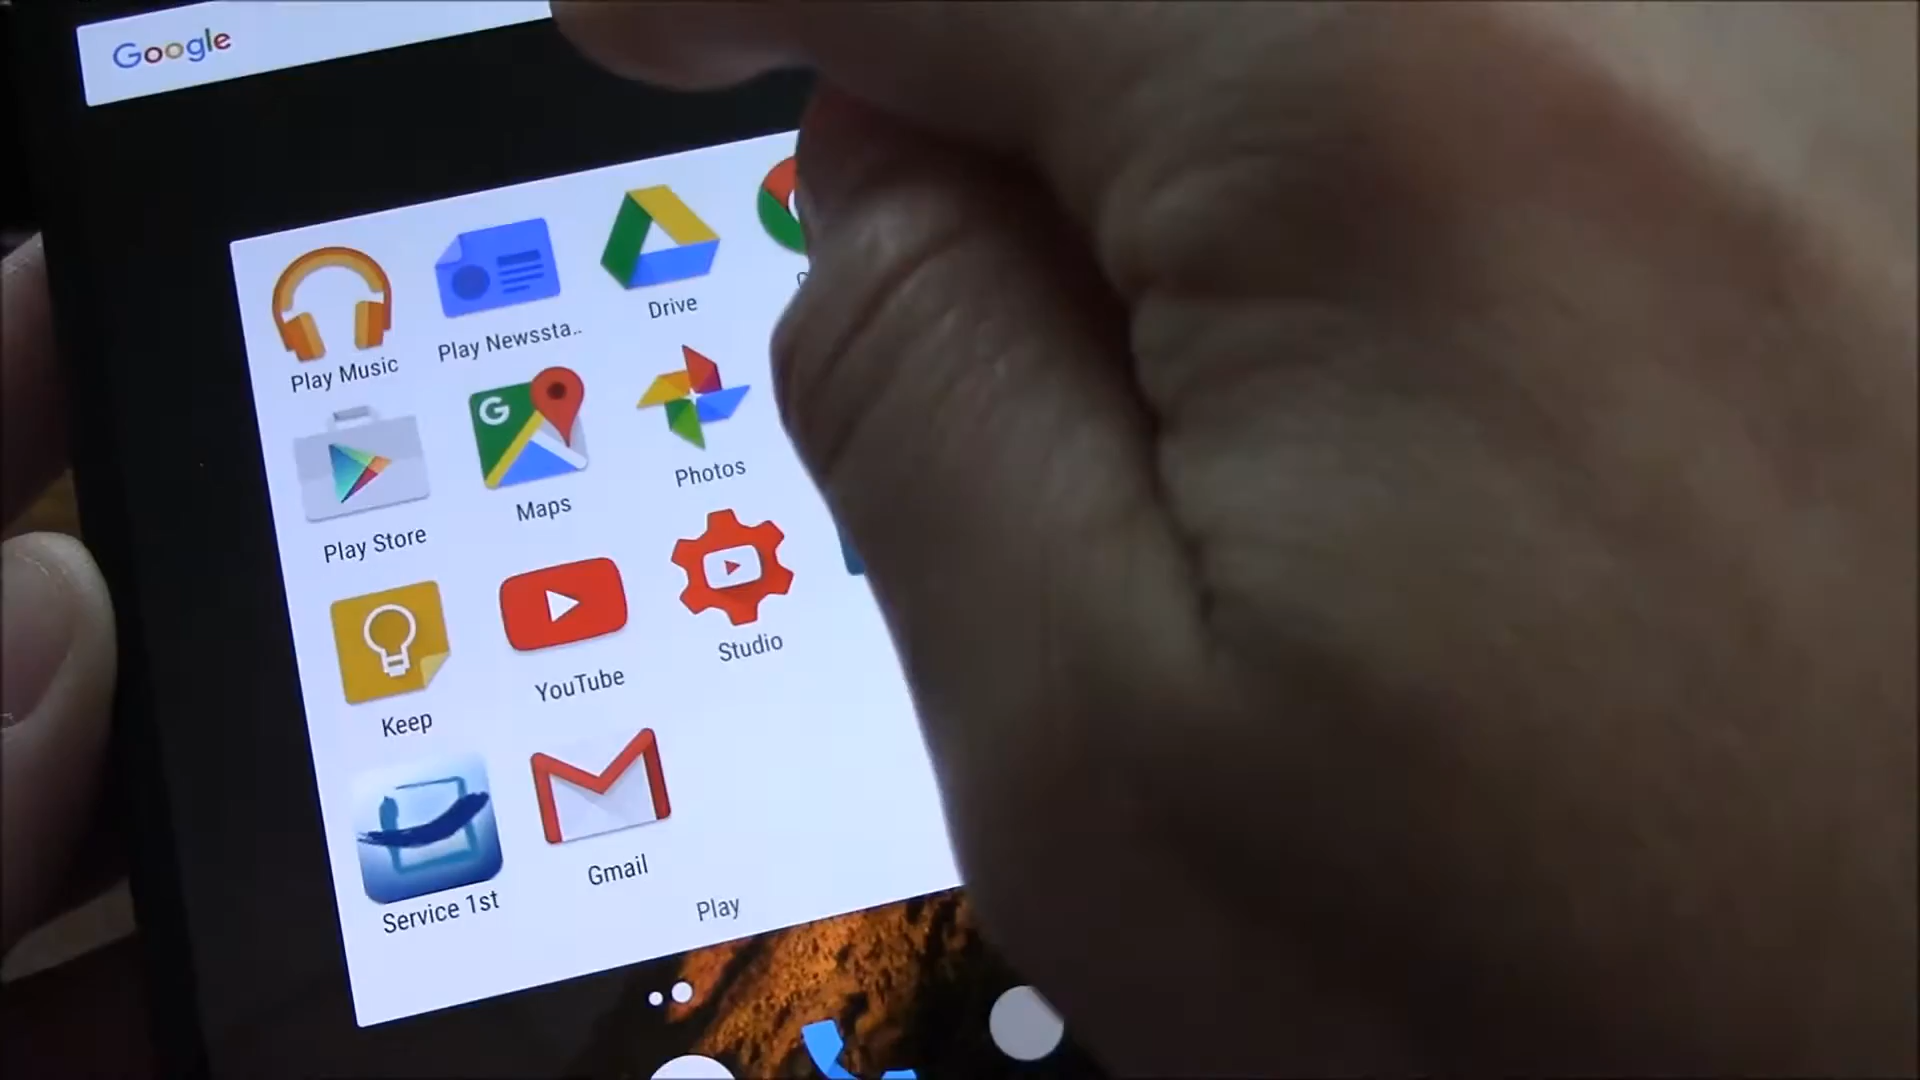 Google
Play Music
Play Newssta..
Drive
Play Store
Maps
Photos
Keep
YouTube
Studio
Service 1st
Gmail
Play